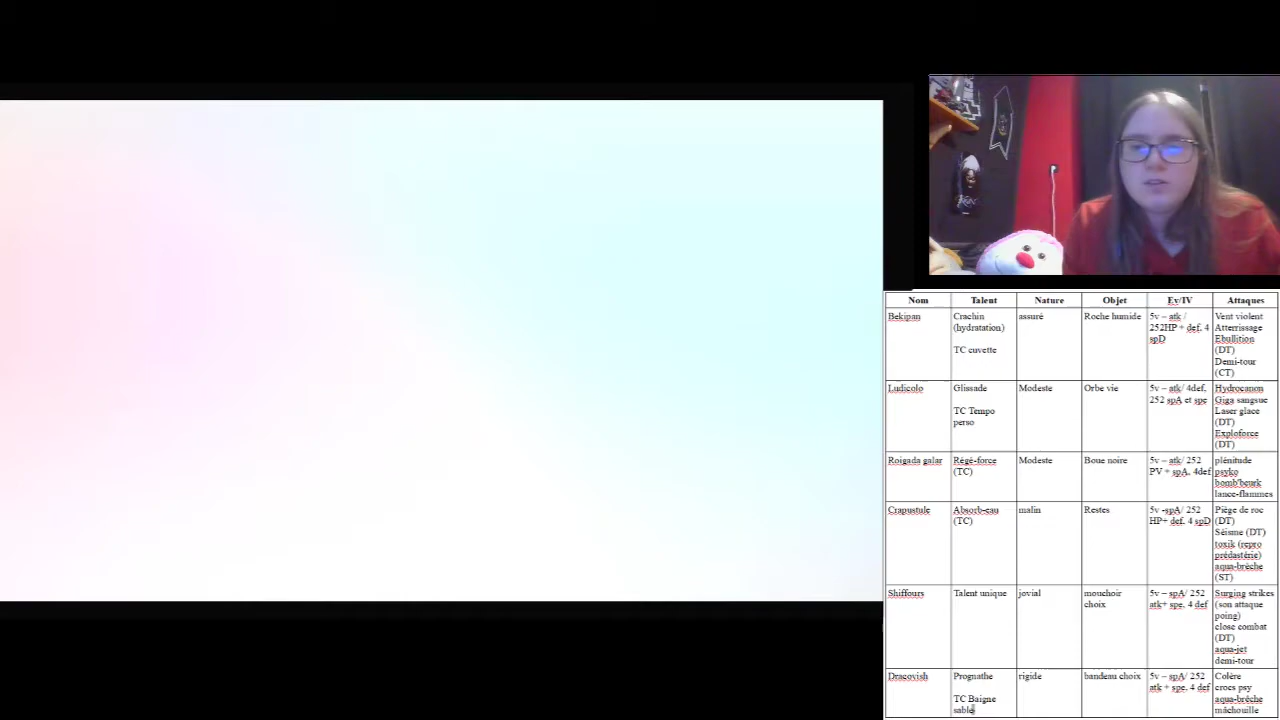 Nom Talent Nature Objet Ev/IV Attaques
Bekipan
Crachin
(hydratation)
TC cuvette
assuré
Roche humide
5v – atk /
252HP + def. 4
spD
Vent violent
Atterrissage
Ebullition
(DT)
Demi-tour
(CT)
Ludicolo
Glissade
TC Tempo
perso
Modeste
Orbe vie
5v – atk/ 4def,
252 spA et spe
Hydrocanon
Giga sangsue
Laser glace
(DT)
Exploforce
(DT)
Roigada galar
Régé-force
(TC)
Modeste
Boue noire
5v – atk/ 252
PV + spA, 4def
plénitude
psyko
bomb'beurk
lance-flammes
Crapustule
Absorb-eau
(TC)
malin
Restes
5v -spA/ 252
HP+ def. 4 spD
Piège de roc
(DT)
Séisme (DT)
toxik (repro
prédastérie)
aqua-brèche
(ST)
Shiffours
Talent unique
jovial
mouchoir
choix
5v – spA/ 252
atk+ spe, 4 def
Surging strikes
(son attaque
poing)
close combat
(DT)
aqua-jet
demi-tour
Dracovish
Prognathe
TC Baigne
sable
rigide
bandeau choix
5v – spA/ 252
atk + spe, 4 def
Colère
crocs psy
aqua-brèche
mâchouille